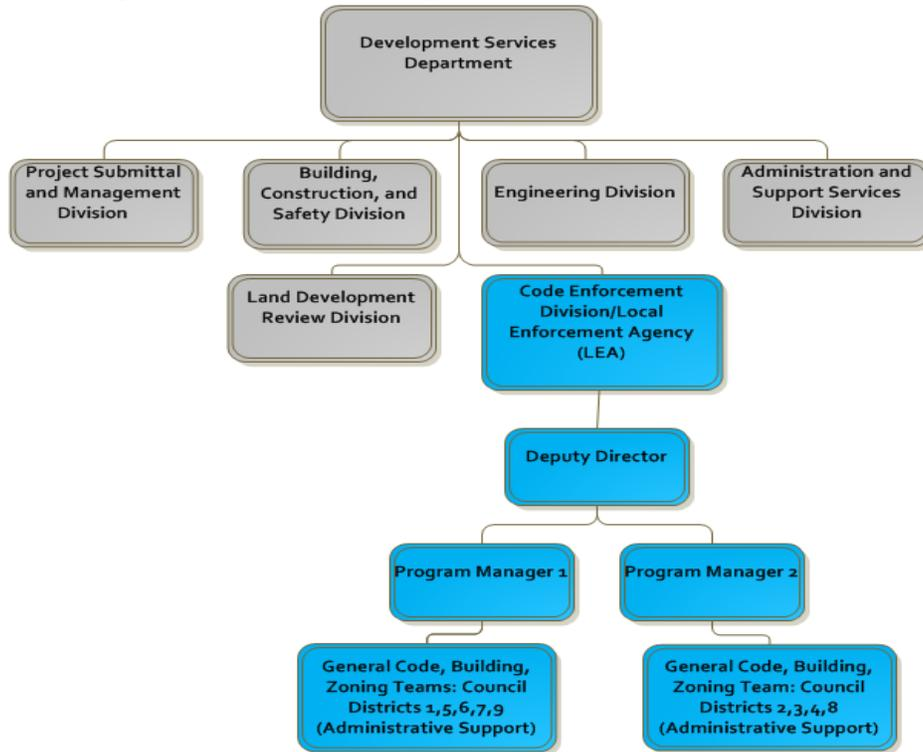 Development Services
Department
Project Submittal
and Management
Division
Building,
Construction, and
Safety Division
Engineering Division
Administration and
Support Services
Division
Land Development
Review Division
Code Enforcement
Division/Local
Enforcement Agency
(LEA)
Deputy Director
Program Manager 1
Program Manager 2
General Code, Building,
Zoning Teams: Council
Districts 1,5,6,7,9
(Administrative Support)
General Code, Building,
Zoning Team: Council
Districts 2,3,4,8
(Administrative Support)